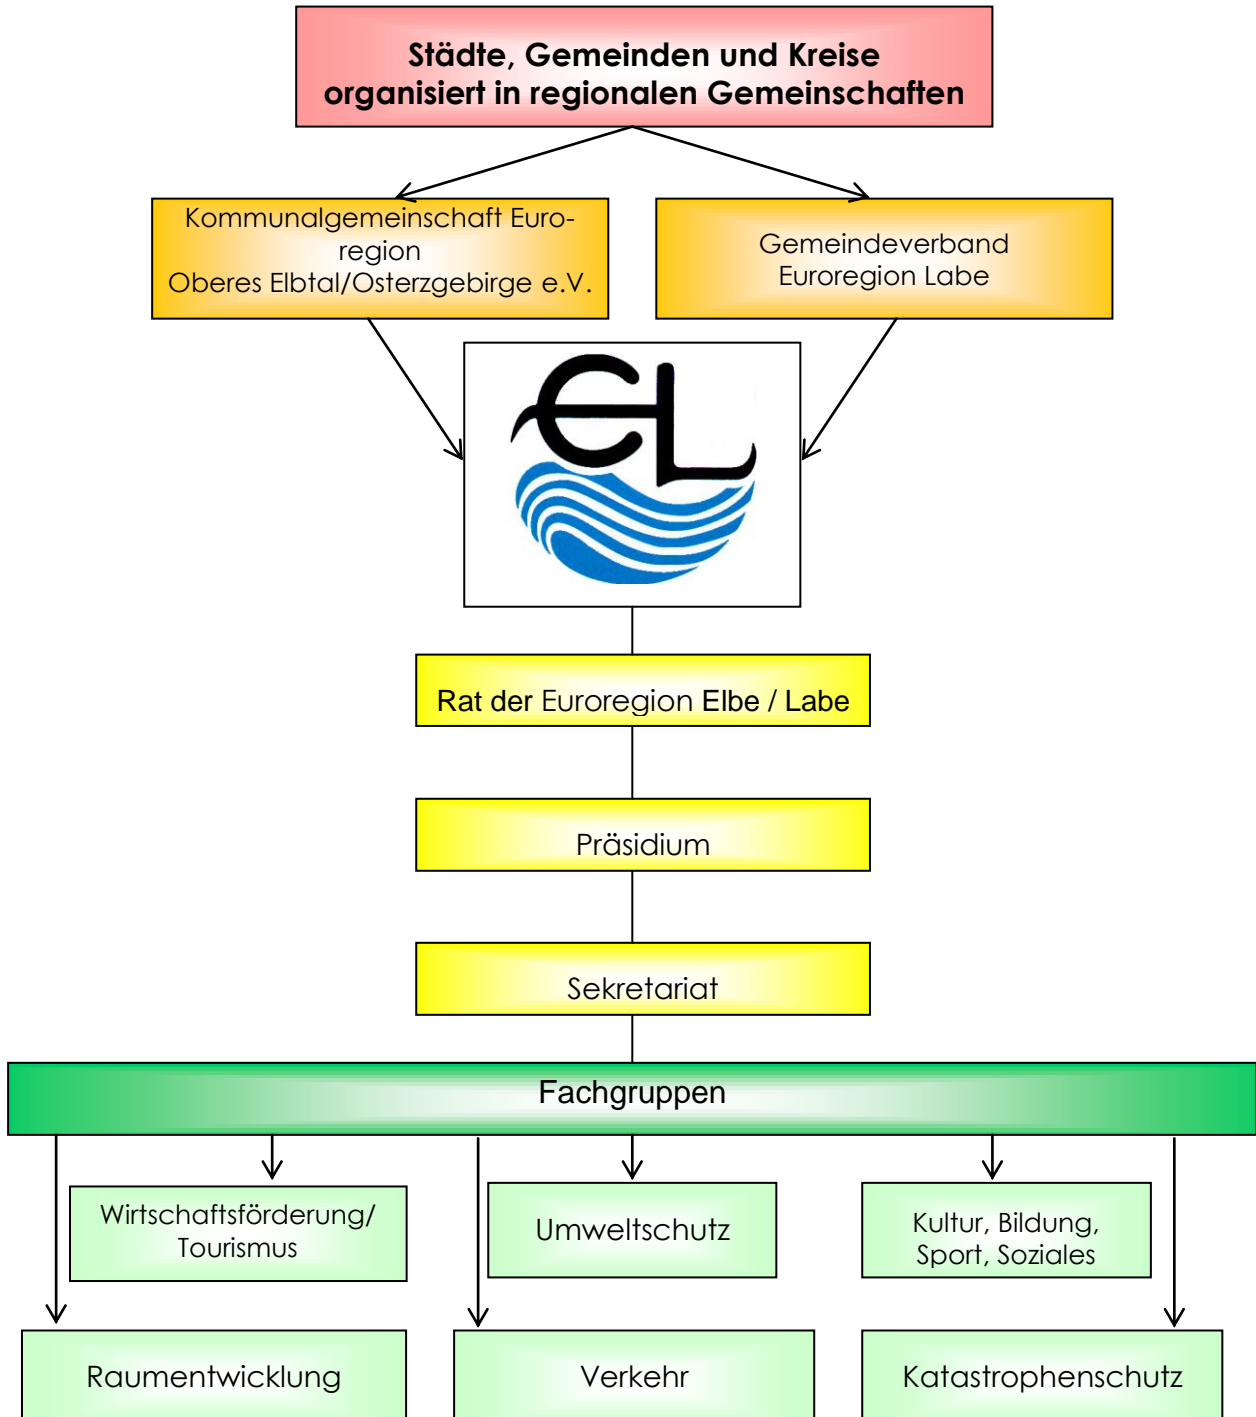 Städte, Gemeinden und Kreise
organisiert in regionalen Gemeinschaften
Kommunalgemeinschaft Euro-
region
Oberes Elbtal/Osterzgebirge e.V.
Gemeindeverband
Euroregion Labe
EL
Rat der Euroregion Elbe / Labe
Präsidium
Sekretariat
Fachgruppen
Wirtschaftsförderung/
Tourismus
Umweltschutz
Kultur, Bildung,
Sport, Soziales
Raumentwicklung
Verkehr
Katastrophenschutz